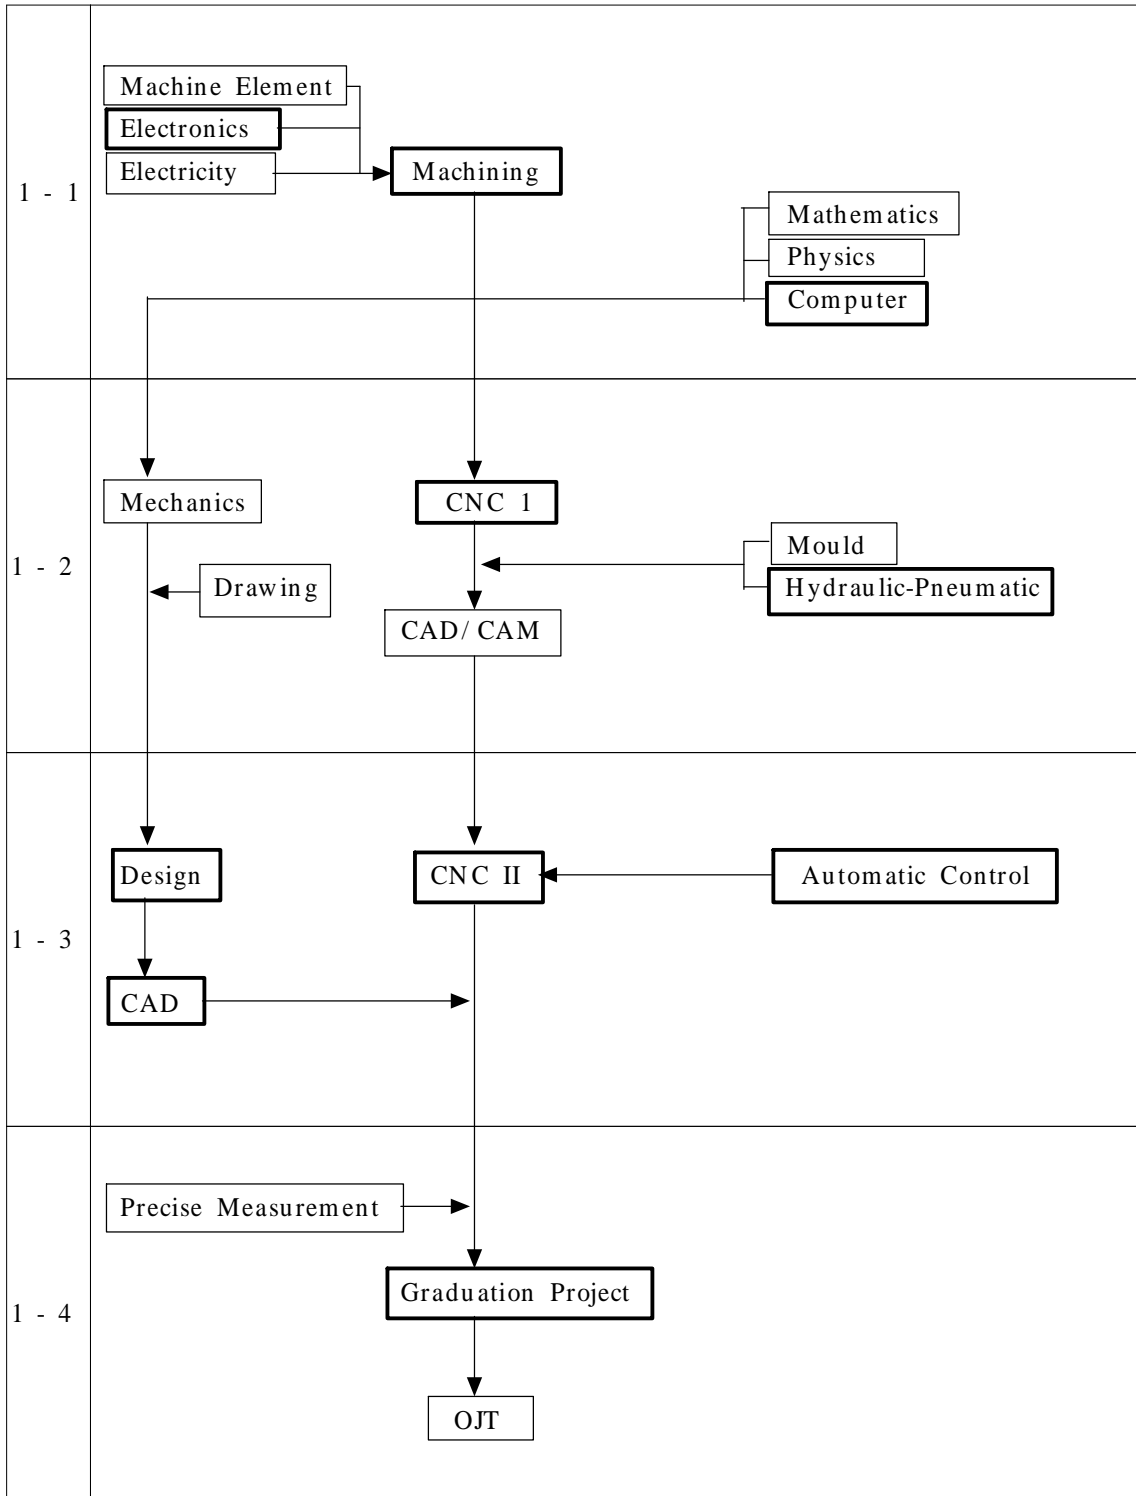 Machine Element
Electronics
Electricity
Machining
1 - 1
Mathematics
Physics
Computer
Mechanics
CNC 1
1 - 2
Mould
Drawing
Hydraulic-Pneumatic
CAD/CAM
Design
CNC II
Automatic Control
1 - 3
CAD
Precise Measurement
Graduation Project
1 - 4
OJT